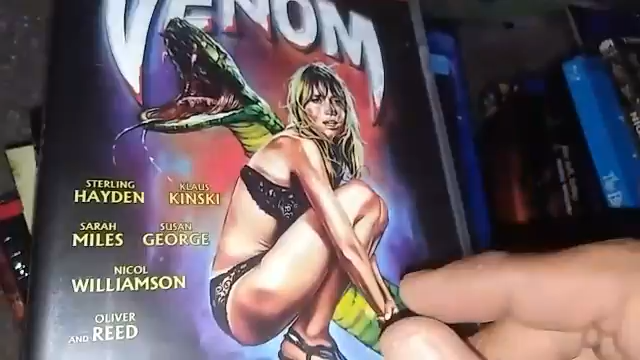 VENOM
STERLING KLAUS
HAYDEN KINSKI
SARAH SUSAN
MILES GEORGE
NICOL
WILLIAMSON
OLIVER
AND REED